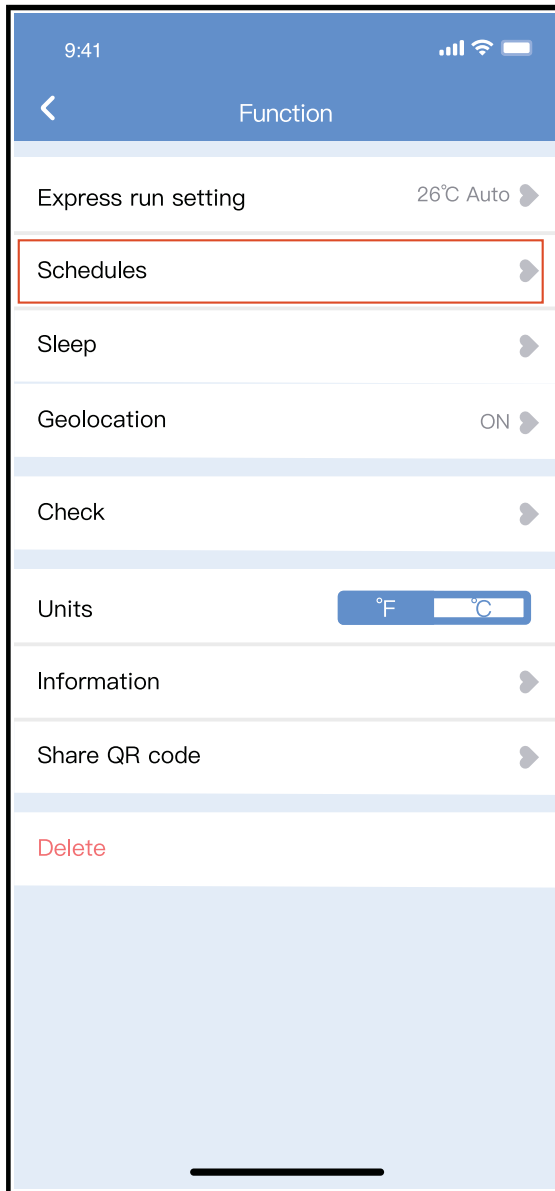 9:41
Function
Express run setting 26℃ Auto
Schedules
Sleep
Geolocation ON
Check
Units ℉ ℃
Information
Share QR code
Delete